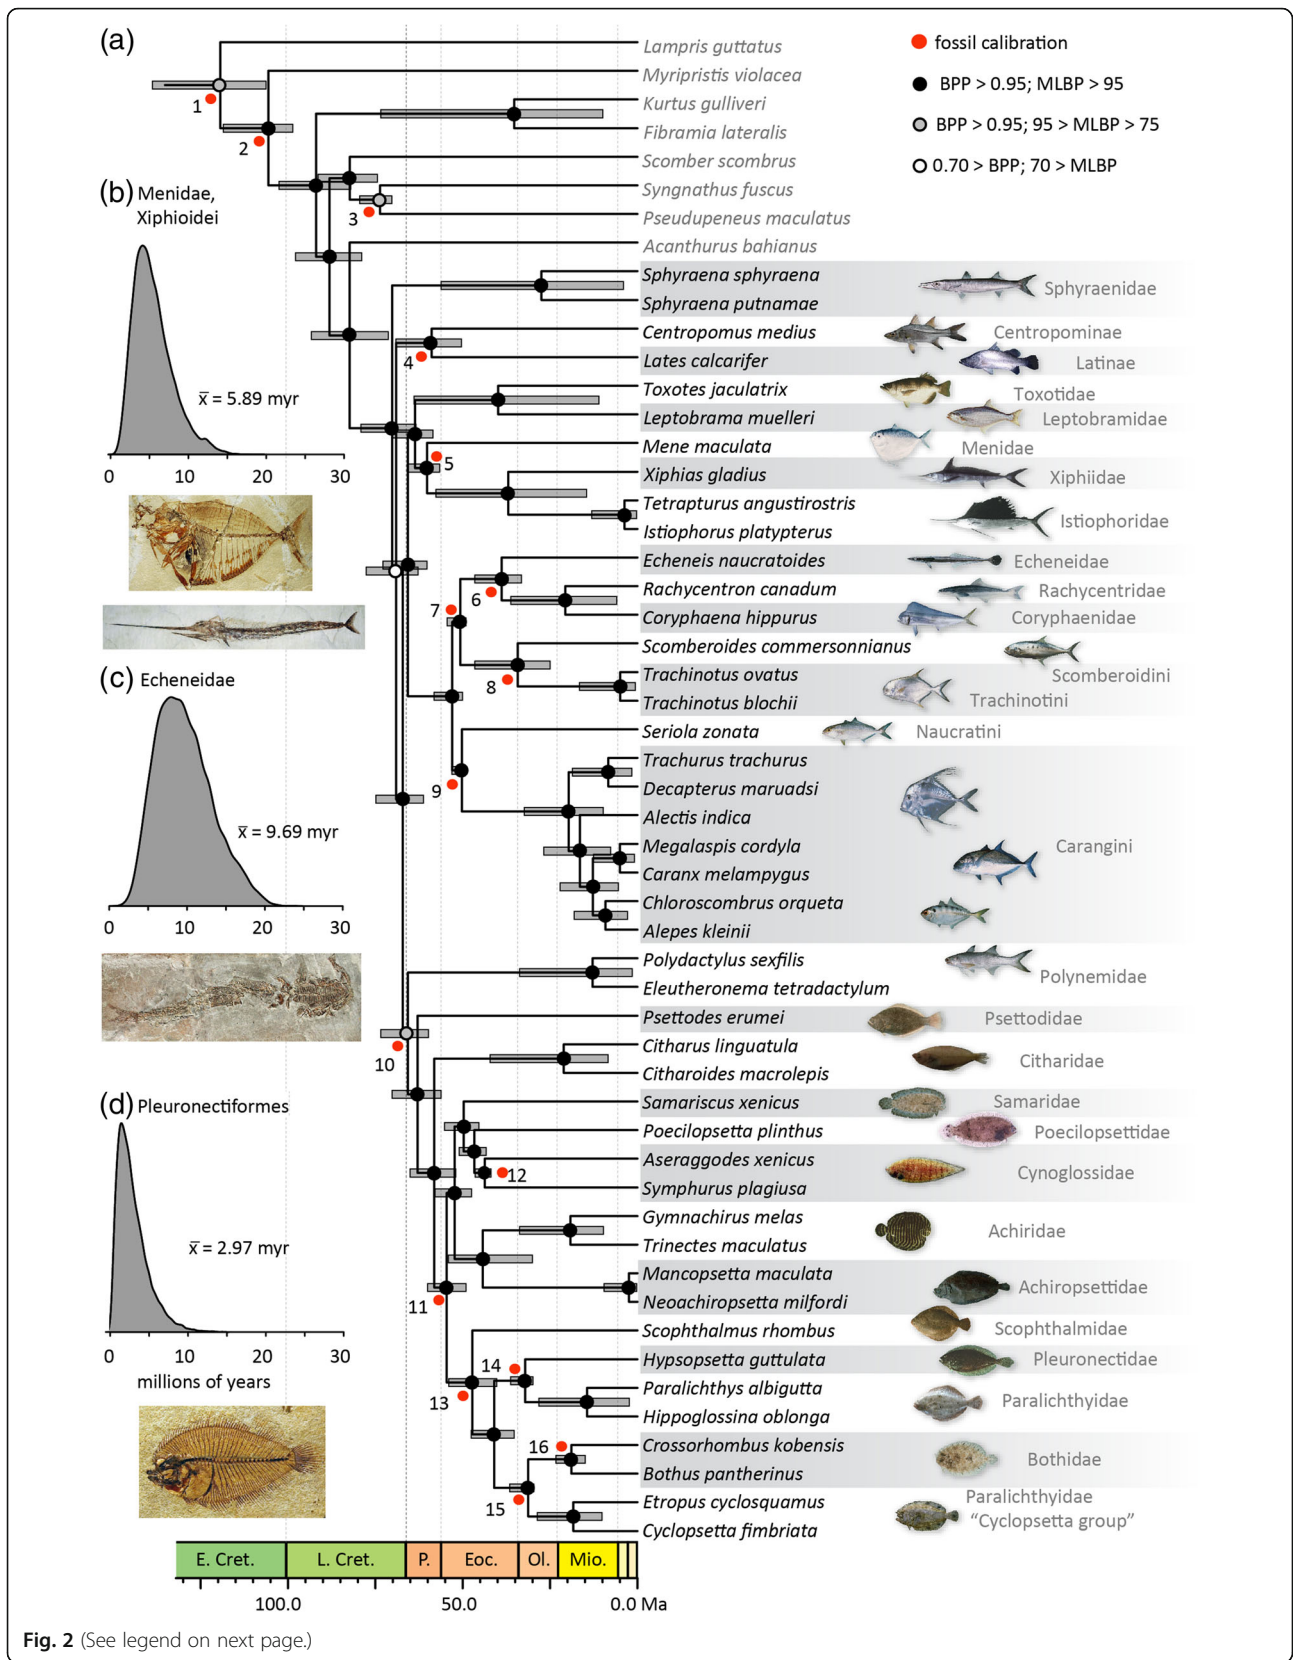 (a)
Lampris guttatus
Myripristis violacea
Kurtus gulliveri
Fibramia lateralis
Scomber scombrus
Syngnathus fuscus
Pseudupeneus maculatus
Acanthurus bahianus
Sphyraena sphyraena
Sphyraena putnamae
Centropomus medius
Lates calcarifer
Toxotes jaculatrix
Leptobrama muelleri
Mene maculata
Xiphias gladius
Tetrapturus angustirostris
Istiophorus platypterus
Echeneis naucratoides
Rachycentron canadum
Coryphaena hippurus
Scomberoides commersonnianus
Trachinotus ovatus
Trachinotus blochii
Seriola zonata
Trachurus trachurus
Decapterus maruadsi
Alectis indica
Megalaspis cordyla
Caranx melampygus
Chloroscombrus orqueta
Alepes kleinii
Polydactylus sexfilis
Eleutheronema tetradactylum
Psettodes erumei
Citharus linguatula
Citharoides macrolepis
Samariscus xenicus
Poecilopsetta plinthus
Aseraggodes xenicus
Symphurus plagiusa
Gymnachirus melas
Trinectes maculatus
Mancopsetta maculata
Neoachiropsetta milfordi
Scophthalmus rhombus
Hypsopsetta guttulata
Paralichthys albigutta
Hippoglossina oblonga
Crossorhombus kobensis
Bothus pantherinus
Etropus cyclosquamus
Cyclopsetta fimbriata
fossil calibration
BPP > 0.95; MLBP > 95
BPP > 0.95; 95 > MLBP > 75
0.70 > BPP; 70 > MLBP
Sphyraenidae
Centropominae
Latinae
Toxotidae
Leptobramidae
Menidae
Xiphiidae
Istiophoridae
Echeneidae
Rachycentridae
Coryphaenidae
Scomberoidini
Trachinotini
Naucratini
Carangini
Polynemidae
Psettodidae
Citharidae
Samaridae
Poecilopsettidae
Cynoglossidae
Achiridae
Achiropsettidae
Scophthalmidae
Pleuronectidae
Paralichthyidae
Bothidae
Paralichthyidae
"Cyclopsetta group"
1
2
3
4
5
6
7
8
9
10
11
12
13
14
15
16
(b) Menidae,
Xiphioidei
x̅ = 5.89 myr
0 10 20 30
(c) Echeneidae
x̅ = 9.69 myr
0 10 20 30
(d) Pleuronectiformes
x̅ = 2.97 myr
0 10 20 30
millions of years
E. Cret. L. Cret. P. Eoc. Ol. Mio.
100.0 50.0 0.0 Ma
Fig. 2 (See legend on next page.)